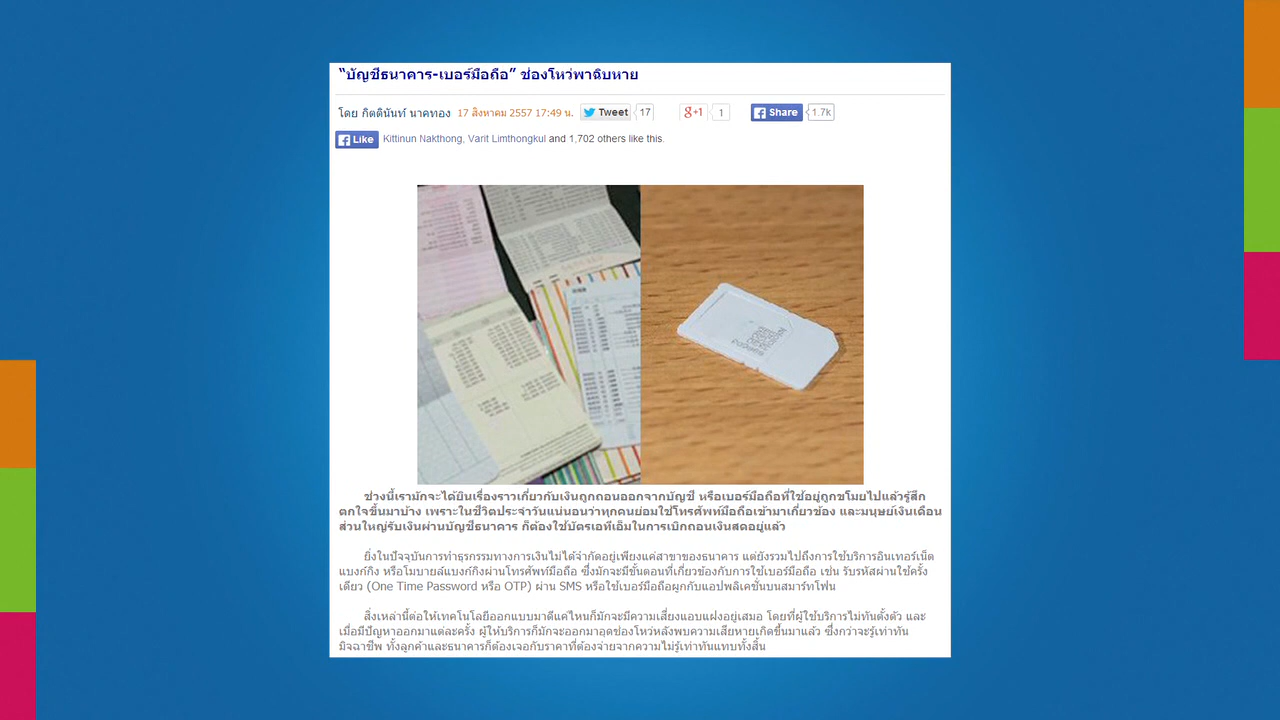 “บัญชีธนาคาร-เบอร์มือถือ” ช่องโหว่พาฉิบหาย
โดย กิตตินันท์ นาคทอง 17 สิงหาคม 2557 17:49 น. Tweet 17 g+1 1 Share 1.7k
Like Kittinun Nakthong, Varit Limthongkul and 1,702 others like this.
ช่วงนี้เรามักจะได้ยินเรื่องราวเกี่ยวกับเงินถูกถอนออกจากบัญชี หรือเบอร์มือถือที่ใช้อยู่ถูกขโมยไปแล้วรู้สึก
ตกใจขึ้นมาบ้าง เพราะในชีวิตประจำวันแน่นอนว่าทุกคนย่อมใช้โทรศัพท์มือถือเข้ามาเกี่ยวข้อง และมนุษย์เงินเดือน
ส่วนใหญ่รับเงินผ่านบัญชีธนาคาร ก็ต้องใช้บัตรเอทีเอ็มในการเบิกถอนเงินสดอยู่แล้ว
ยิ่งในปัจจุบันการทำธุรกรรมทางการเงินไม่ได้จำกัดอยู่เพียงแค่สาขาของธนาคาร แต่ยังรวมไปถึงการใช้บริการอินเทอร์เน็ต
แบงก์กิง หรือโมบายล์แบงก์กิงผ่านโทรศัพท์มือถือ ซึ่งมักจะมีขั้นตอนที่เกี่ยวข้องกับการใช้เบอร์มือถือ เช่น รับรหัสผ่านใช้ครั้ง
เดียว (One Time Password หรือ OTP) ผ่าน SMS หรือใช้เบอร์มือถือผูกกับแอปพลิเคชั่นบนสมาร์ทโฟน
สิ่งเหล่านี้ต่อให้เทคโนโลยีออกแบบมาดีแค่ไหนก็มักจะมีความเสี่ยงแอบแฝงอยู่เสมอ โดยที่ผู้ใช้บริการไม่ทันตั้งตัว และ
เมื่อมีปัญหาออกมาแต่ละครั้ง ผู้ให้บริการก็มักจะออกมาอุดช่องโหว่หลังพบความเสียหายเกิดขึ้นมาแล้ว ซึ่งกว่าจะรู้เท่าทัน
มิจฉาชีพ ทั้งลูกค้าและธนาคารก็ต้องเจอกับราคาที่ต้องจ่ายจากความไม่รู้เท่าทันแทบทั้งสิ้น